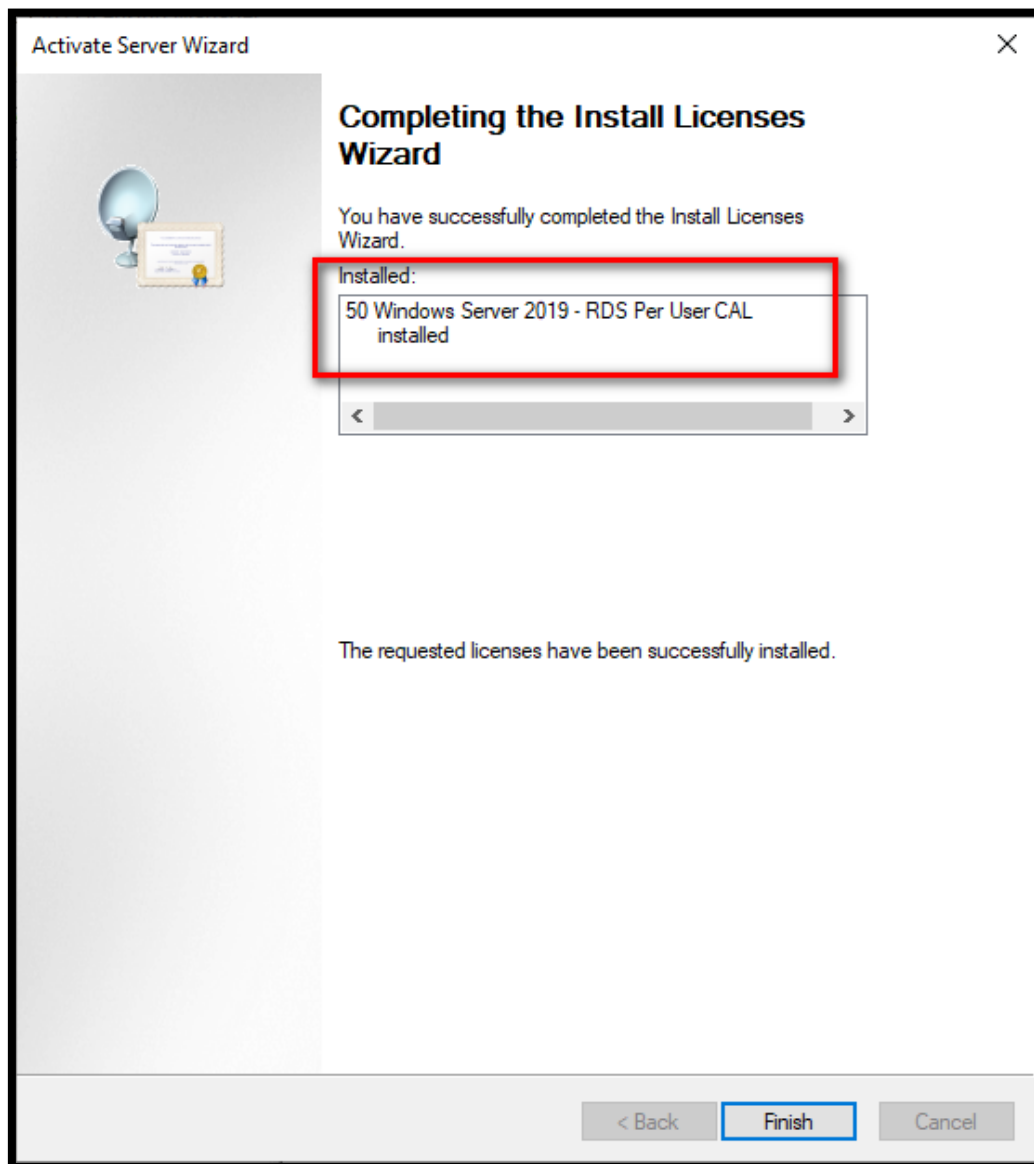 Activate Server Wizard
Completing the Install Licenses
Wizard
You have successfully completed the Install Licenses
Wizard.
Installed:
50 Windows Server 2019 - RDS Per User CAL
installed
The requested licenses have been successfully installed.
< Back Finish Cancel